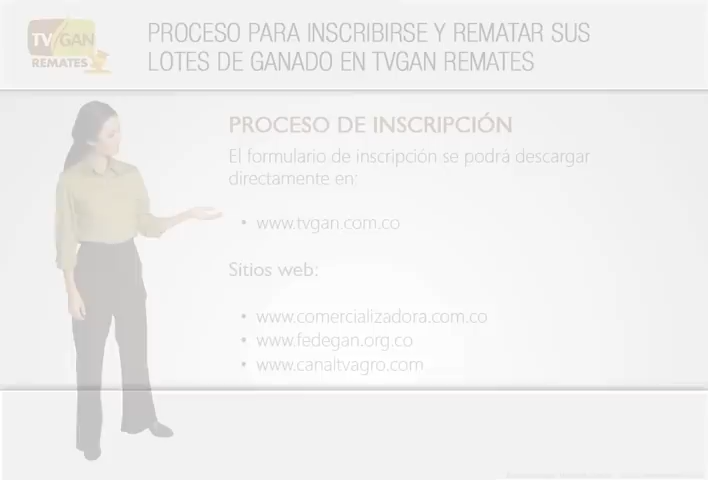 TV GAN
REMATES
PROCESO PARA INSCRIBIRSE Y REMATAR SUS
LOTES DE GANADO EN TVGAN REMATES
PROCESO DE INSCRIPCIÓN
El formulario de inscripción se podrá descargar
directamente en:
• www.tvgan.com.co
Sitios web:
• www.comercializadora.com.co
• www.fedegan.org.co
• www.canaltvagro.com